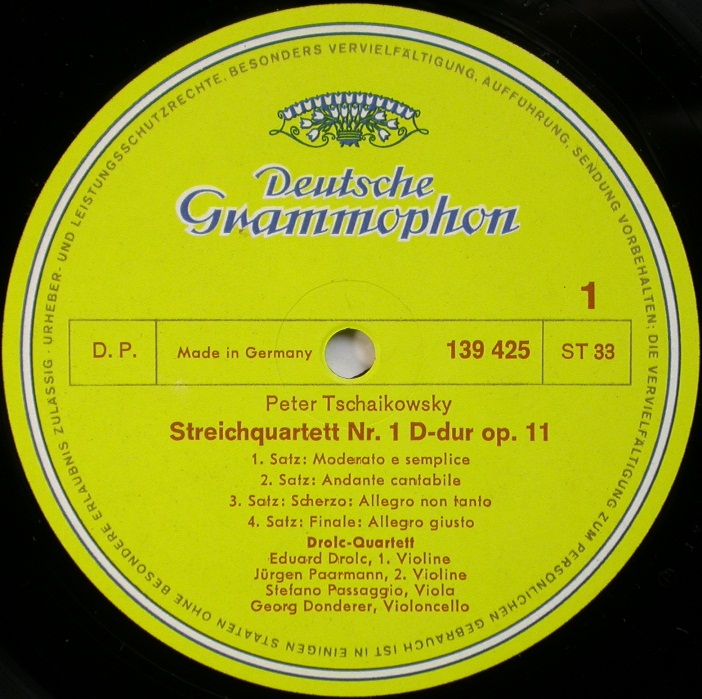 URHEBER- UND LEISTUNGSSCHUTZRECHTE, BESONDERS VERVIELFÄLTIGUNG, AUFFÜHRUNG, SENDUNG VORBEHALTEN; DIE VERVIELFÄLTIGUNG ZUM PERSÖNLICHEN GEBRAUCH IST IN EINIGEN STAATEN OHNE BESONDERE ERLAUBNIS ZULÄSSIG ·
Deutsche
Grammophon
1
D. P. Made in Germany 139 425 ST 33
Peter Tschaikowsky
Streichquartett Nr. 1 D-dur op. 11
1. Satz: Moderato e semplice
2. Satz: Andante cantabile
3. Satz: Scherzo: Allegro non tanto
4. Satz: Finale: Allegro giusto
Drolc-Quartett
Eduard Drolc, 1. Violine
Jürgen Paarmann, 2. Violine
Stefano Passaggio, Viola
Georg Donderer, Violoncello